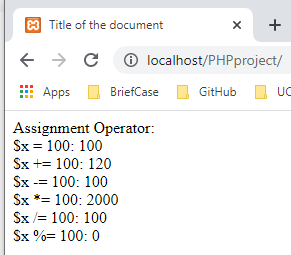 Title of the document
localhost/PHPproject/
Apps BriefCase GitHub
Assignment Operator:
$x = 100: 100
$x += 100: 120
$x -= 100: 100
$x *= 100: 2000
$x /= 100: 100
$x %= 100: 0